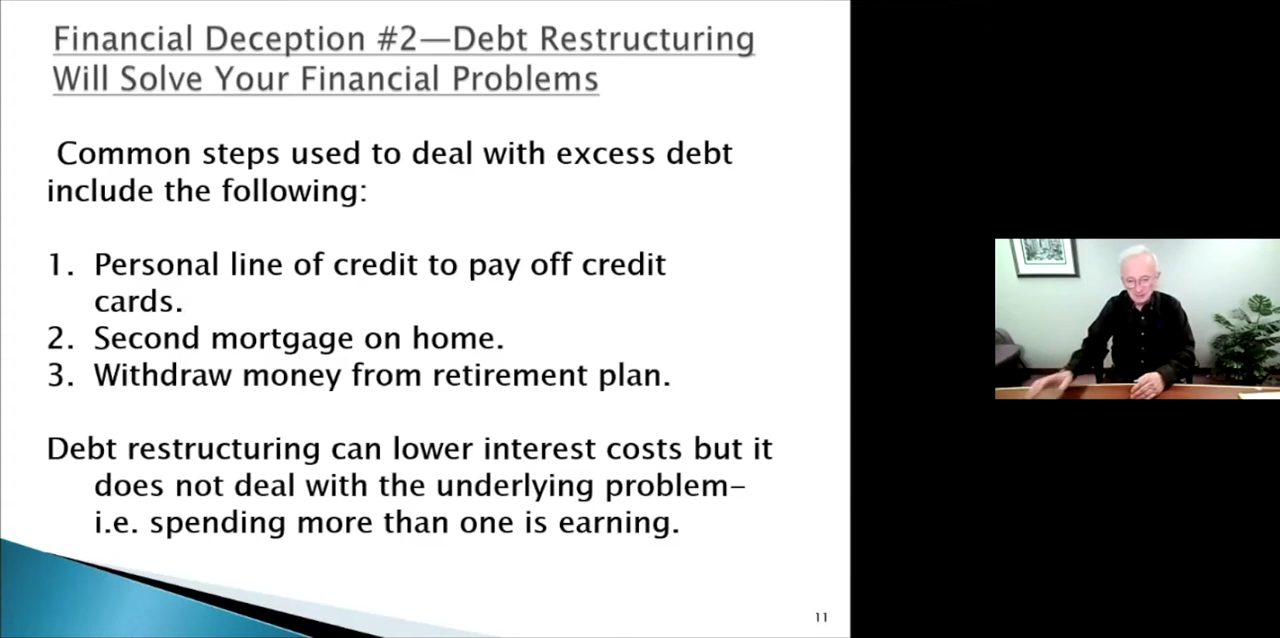 Financial Deception #2—Debt Restructuring
Will Solve Your Financial Problems
Common steps used to deal with excess debt
include the following:
1. Personal line of credit to pay off credit
cards.
2. Second mortgage on home.
3. Withdraw money from retirement plan.
Debt restructuring can lower interest costs but it
does not deal with the underlying problem–
i.e. spending more than one is earning.
11